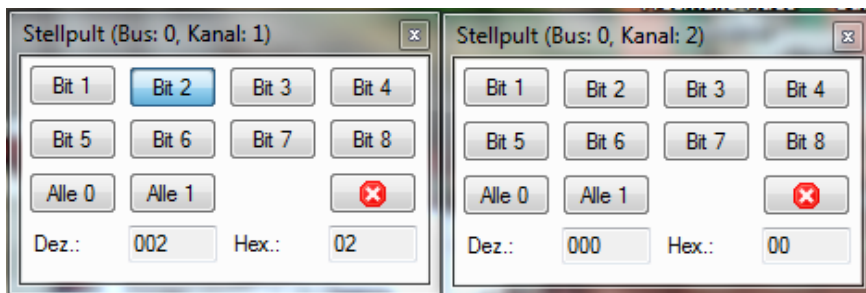 Stellpult (Bus: 0, Kanal: 1)
Bit 1 Bit 2 Bit 3 Bit 4
Bit 5 Bit 6 Bit 7 Bit 8
Alle 0 Alle 1
Dez.: 002 Hex.: 02
Stellpult (Bus: 0, Kanal: 2)
Bit 1 Bit 2 Bit 3 Bit 4
Bit 5 Bit 6 Bit 7 Bit 8
Alle 0 Alle 1
Dez.: 000 Hex.: 00